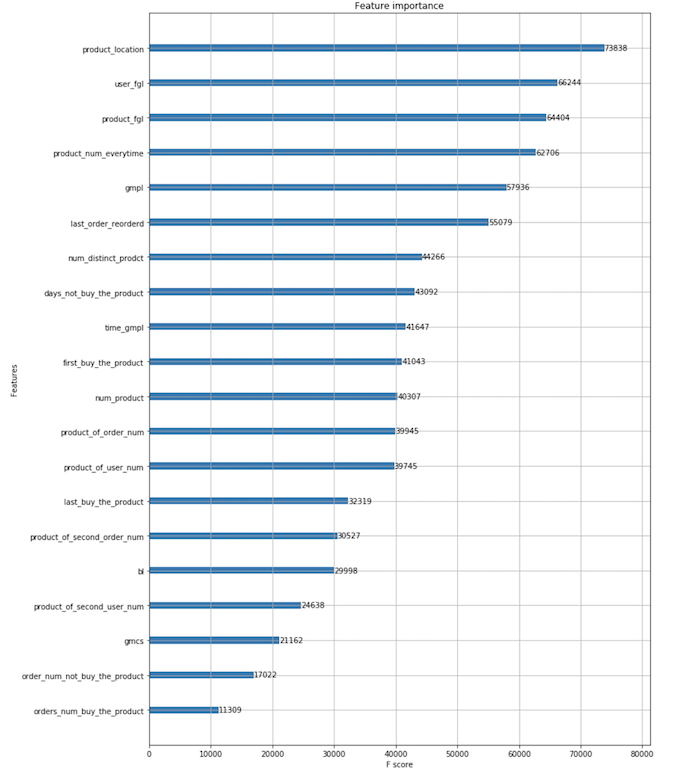 Feature importance
product_location 73838
user_fgl 66244
product_fgl 64404
product_num_everytime 62706
gmpl 57936
last_order_reorderd 55079
num_distinct_prodct 44266
days_not_buy_the_product 43092
time_gmpl 41647
first_buy_the_product 41043
Features
num_product 40307
product_of_order_num 39945
product_of_user_num 39745
last_buy_the_product 32319
product_of_second_order_num 30527
bl 29998
product_of_second_user_num 24638
gmcs 21162
order_num_not_buy_the_product 17022
orders_num_buy_the_product 11309
0 10000 20000 30000 40000 50000 60000 70000 80000
F score